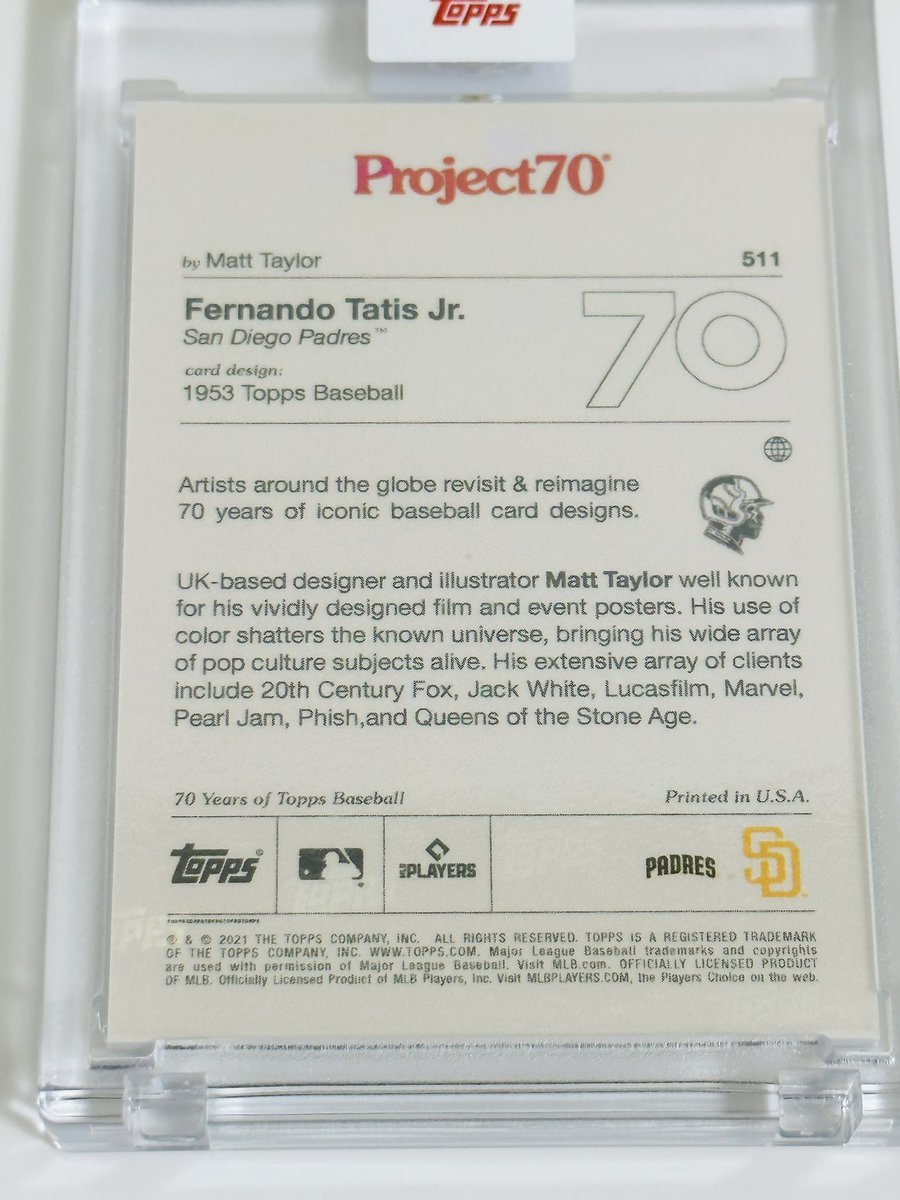 TOPPS
Project70®
by Matt Taylor 511
Fernando Tatis Jr.
San Diego Padres™
card design:
1953 Topps Baseball
70
Artists around the globe revisit & reimagine
70 years of iconic baseball card designs.
UK-based designer and illustrator Matt Taylor well known
for his vividly designed film and event posters. His use of
color shatters the known universe, bringing his wide array
of pop culture subjects alive. His extensive array of clients
include 20th Century Fox, Jack White, Lucasfilm, Marvel,
Pearl Jam, Phish,and Queens of the Stone Age.
70 Years of Topps Baseball Printed in U.S.A.
TOPPS® PLAYERS PADRES SD
® & © 2021 THE TOPPS COMPANY, INC. ALL RIGHTS RESERVED. TOPPS IS A REGISTERED TRADEMARK
OF THE TOPPS COMPANY, INC. WWW.TOPPS.COM. Major League Baseball trademarks and copyrights
are used with permission of Major League Baseball. Visit MLB.com. OFFICIALLY LICENSED PRODUCT
OF MLB. Officially Licensed Product of MLB Players, Inc. Visit MLBPLAYERS.COM, the Players Choice on the web.